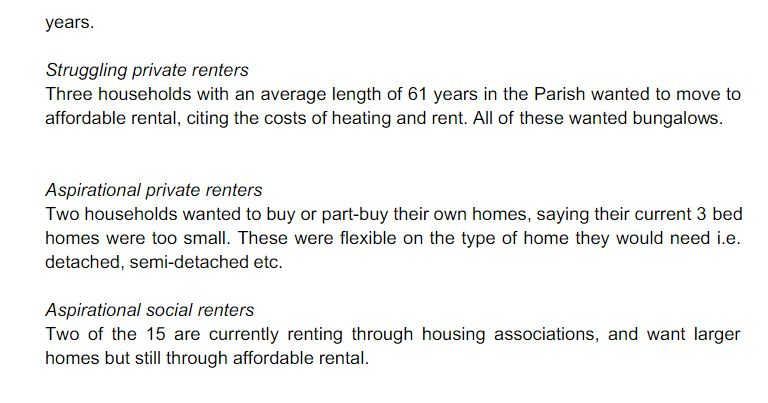 years.
Struggling private renters
Three households with an average length of 61 years in the Parish wanted to move to
affordable rental, citing the costs of heating and rent. All of these wanted bungalows.
Aspirational private renters
Two households wanted to buy or part-buy their own homes, saying their current 3 bed
homes were too small. These were flexible on the type of home they would need i.e.
detached, semi-detached etc.
Aspirational social renters
Two of the 15 are currently renting through housing associations, and want larger
homes but still through affordable rental.